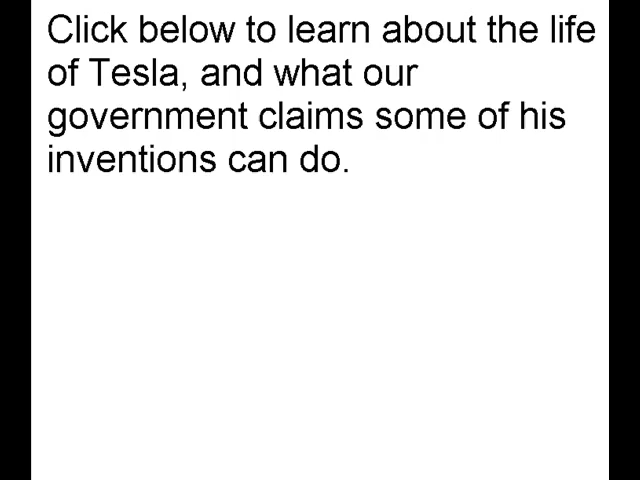 Click below to learn about the life
of Tesla, and what our
government claims some of his
inventions can do.